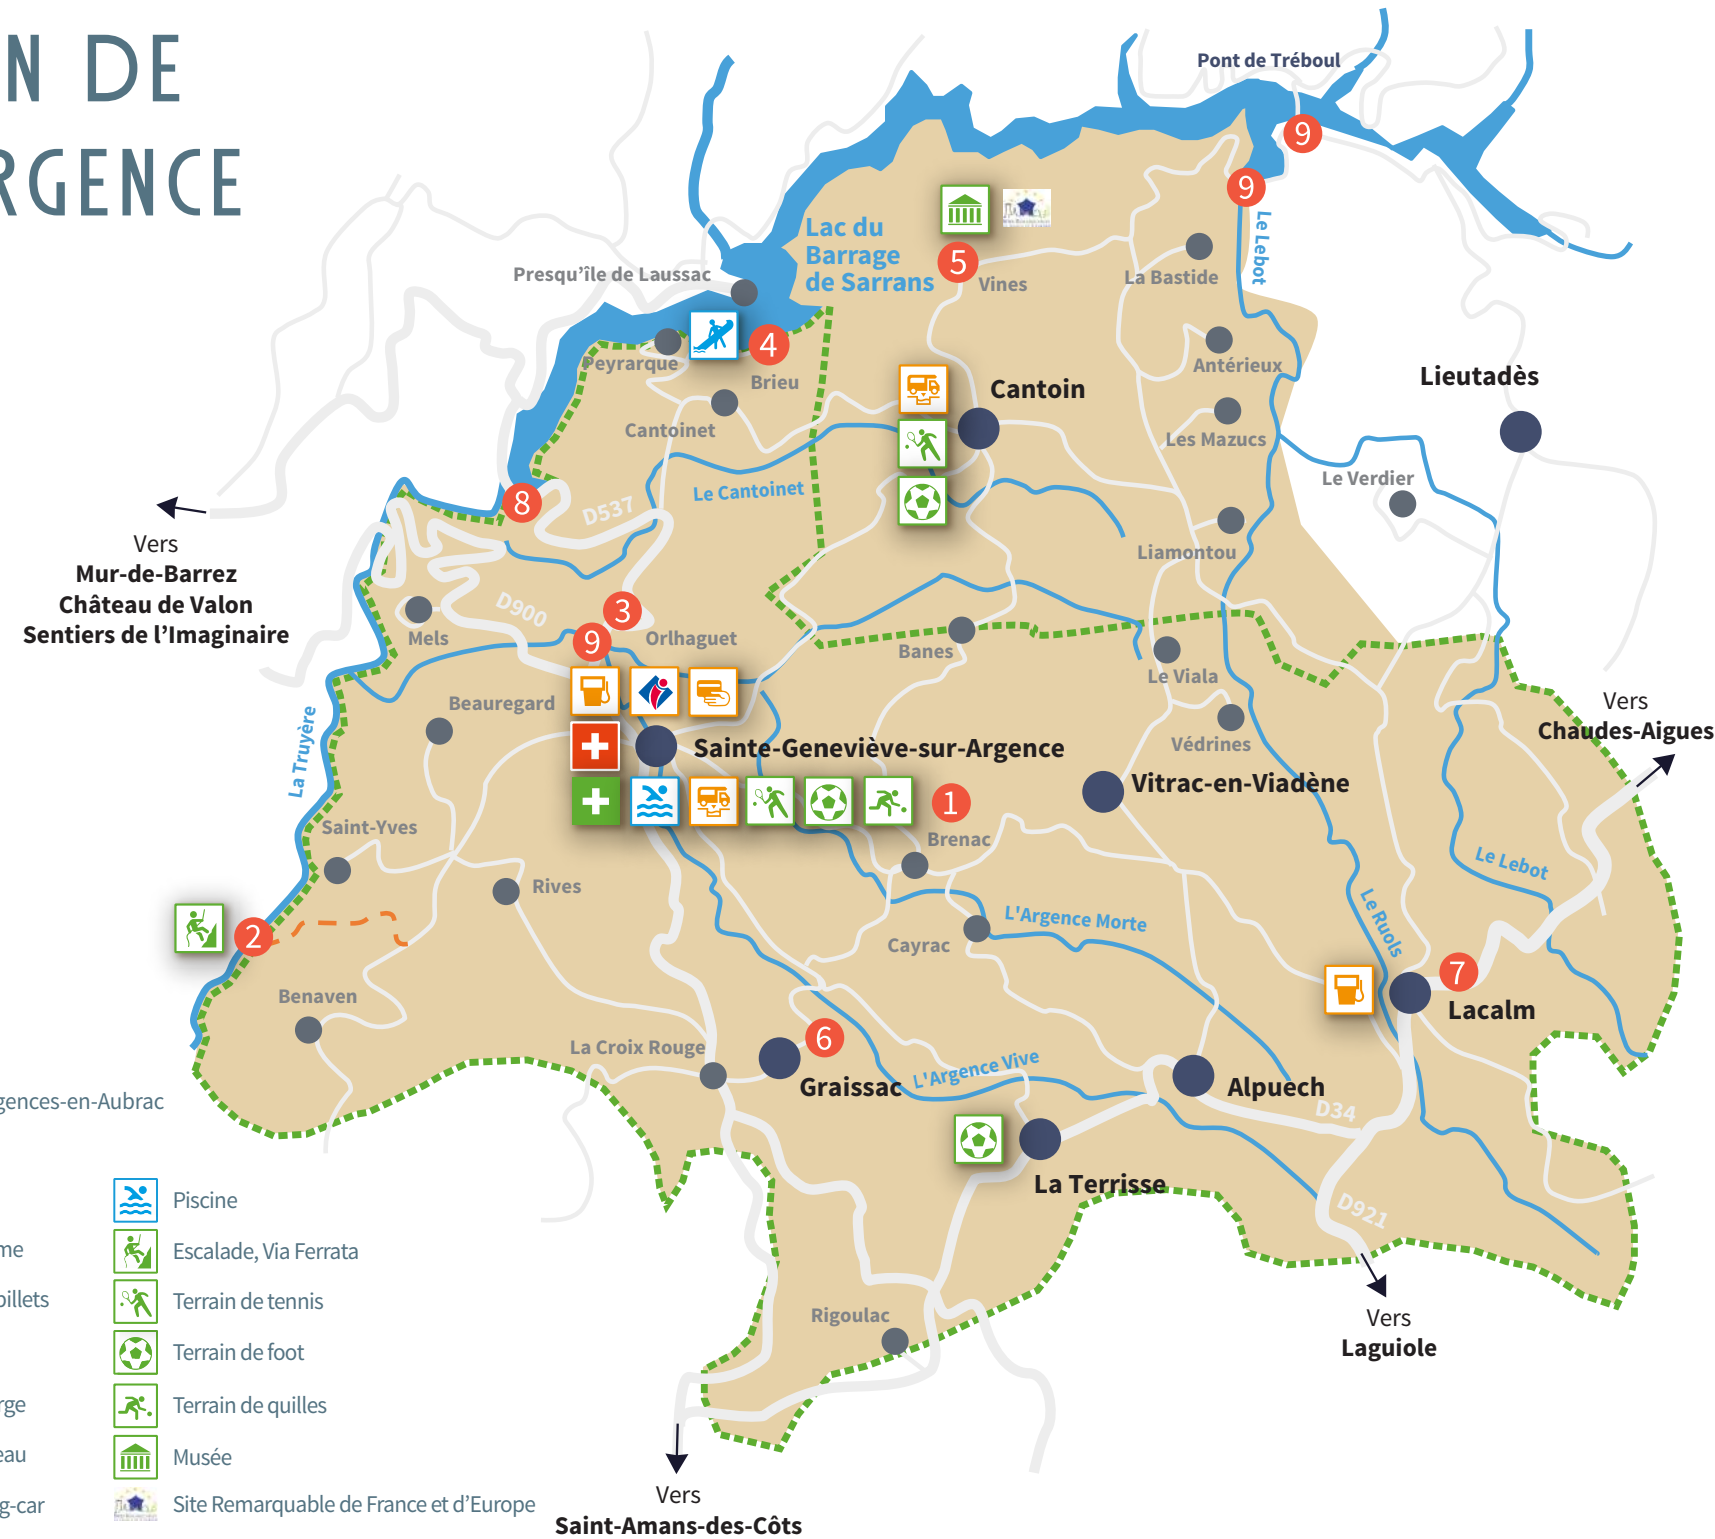 N DE
RGENCE
Pont de Tréboul
9
9
Le Lebot
Lac du
Barrage
de Sarrans
5
Vines
La Bastide
Presqu’île de Laussac
4
Peyrarque
Brieu
Antérieux
Cantoin
Lieutadès
Cantoinet
Les Mazucs
Le Cantoinet
Le Verdier
8
D537
Liamontou
Vers
Mur-de-Barrez
Château de Valon
Sentiers de l’Imaginaire
D900
3
9
Mels
Orlhaguet
Banes
Le Viala
Beauregard
Vers
Chaudes-Aigues
La Truyère
Sainte-Geneviève-sur-Argence
Védrines
Vitrac-en-Viadène
1
Saint-Yves
Brenac
Le Lebot
Rives
2
L'Argence Morte
Le Ruols
Cayrac
7
Benaven
Lacalm
La Croix Rouge
6
Graissac
L'Argence Vive
Alpuech
D34
gences-en-Aubrac
La Terrisse
D921
Piscine
me
Escalade, Via Ferrata
billets
Terrain de tennis
Rigoulac
Vers
Laguiole
Terrain de foot
rge
Terrain de quilles
eau
Musée
g-car
Site Remarquable de France et d’Europe
Vers
Saint-Amans-des-Côts